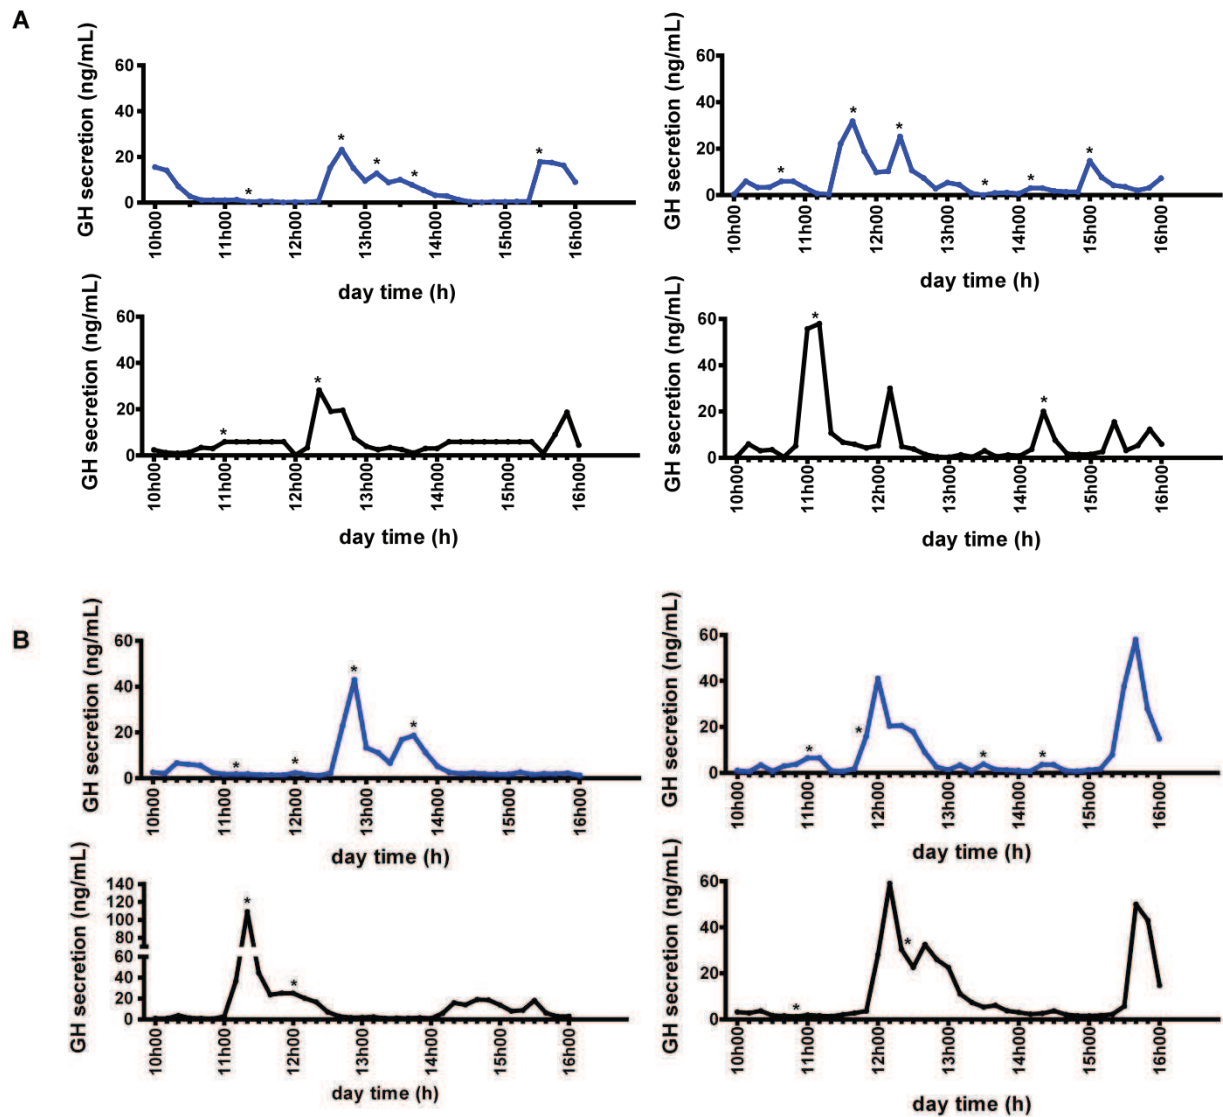 A
GH secretion (ng/mL)
60
40
20
0
*
*
*
*
*
10h00
11h00
12h00
13h00
14h00
15h00
16h00
day time (h)
GH secretion (ng/mL)
60
40
20
0
*
*
*
*
*
*
10h00
11h00
12h00
13h00
14h00
15h00
16h00
day time (h)
GH secretion (ng/mL)
60
40
20
0
*
*
10h00
11h00
12h00
13h00
14h00
15h00
16h00
day time (h)
GH secretion (ng/mL)
60
40
20
0
*
*
10h00
11h00
12h00
13h00
14h00
15h00
16h00
day time (h)
B
GH secretion (ng/mL)
60
40
20
0
*
*
*
*
10h00
11h00
12h00
13h00
14h00
15h00
16h00
day time (h)
GH secretion (ng/mL)
60
40
20
0
*
*
*
*
10h00
11h00
12h00
13h00
14h00
15h00
16h00
day time (h)
GH secretion (ng/mL)
140
120
100
80
60
40
20
0
*
*
10h00
11h00
12h00
13h00
14h00
15h00
16h00
day time (h)
GH secretion (ng/mL)
60
40
20
0
*
*
10h00
11h00
12h00
13h00
14h00
15h00
16h00
day time (h)